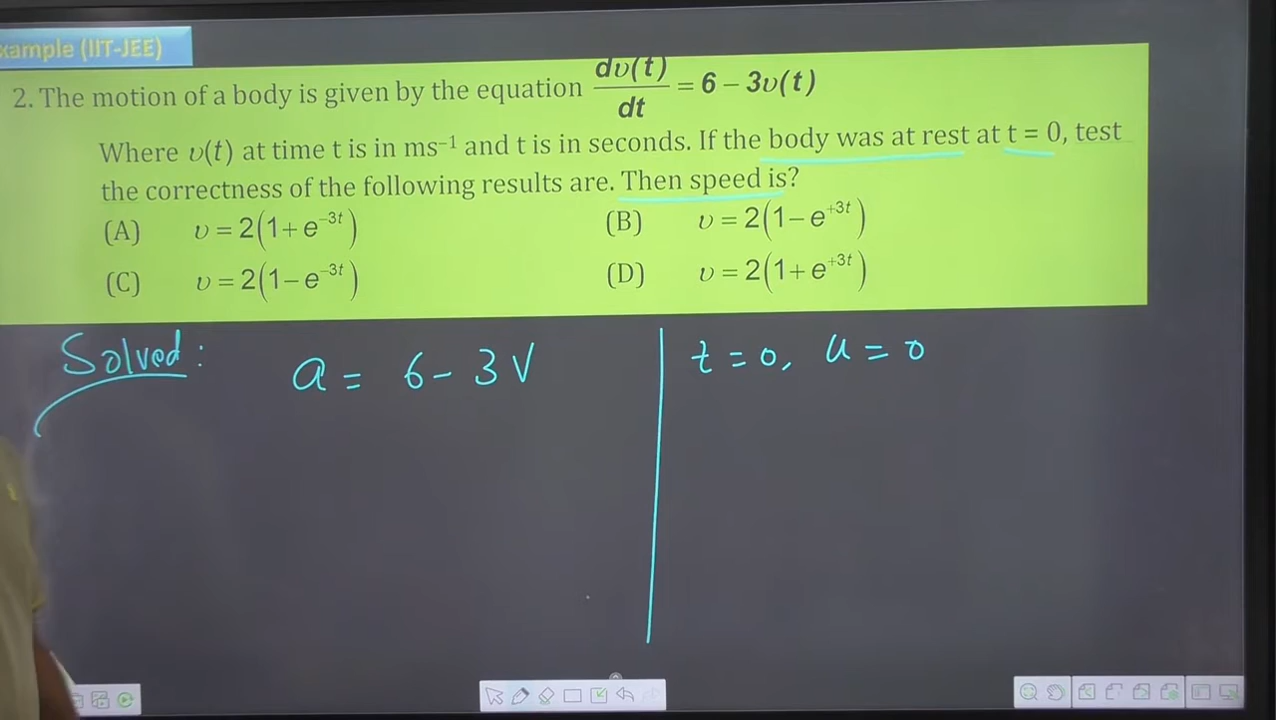 xample (IIT-JEE)
2. The motion of a body is given by the equation dυ(t)/dt = 6 – 3υ(t)
Where υ(t) at time t is in ms⁻¹ and t is in seconds. If the body was at rest at t = 0, test
the correctness of the following results are. Then speed is?
(A) υ = 2(1+e⁻³ᵗ) (B) υ = 2(1–e⁺³ᵗ)
(C) υ = 2(1–e⁻³ᵗ) (D) υ = 2(1+e⁺³ᵗ)
Solved: a = 6 – 3V t = 0, u = 0